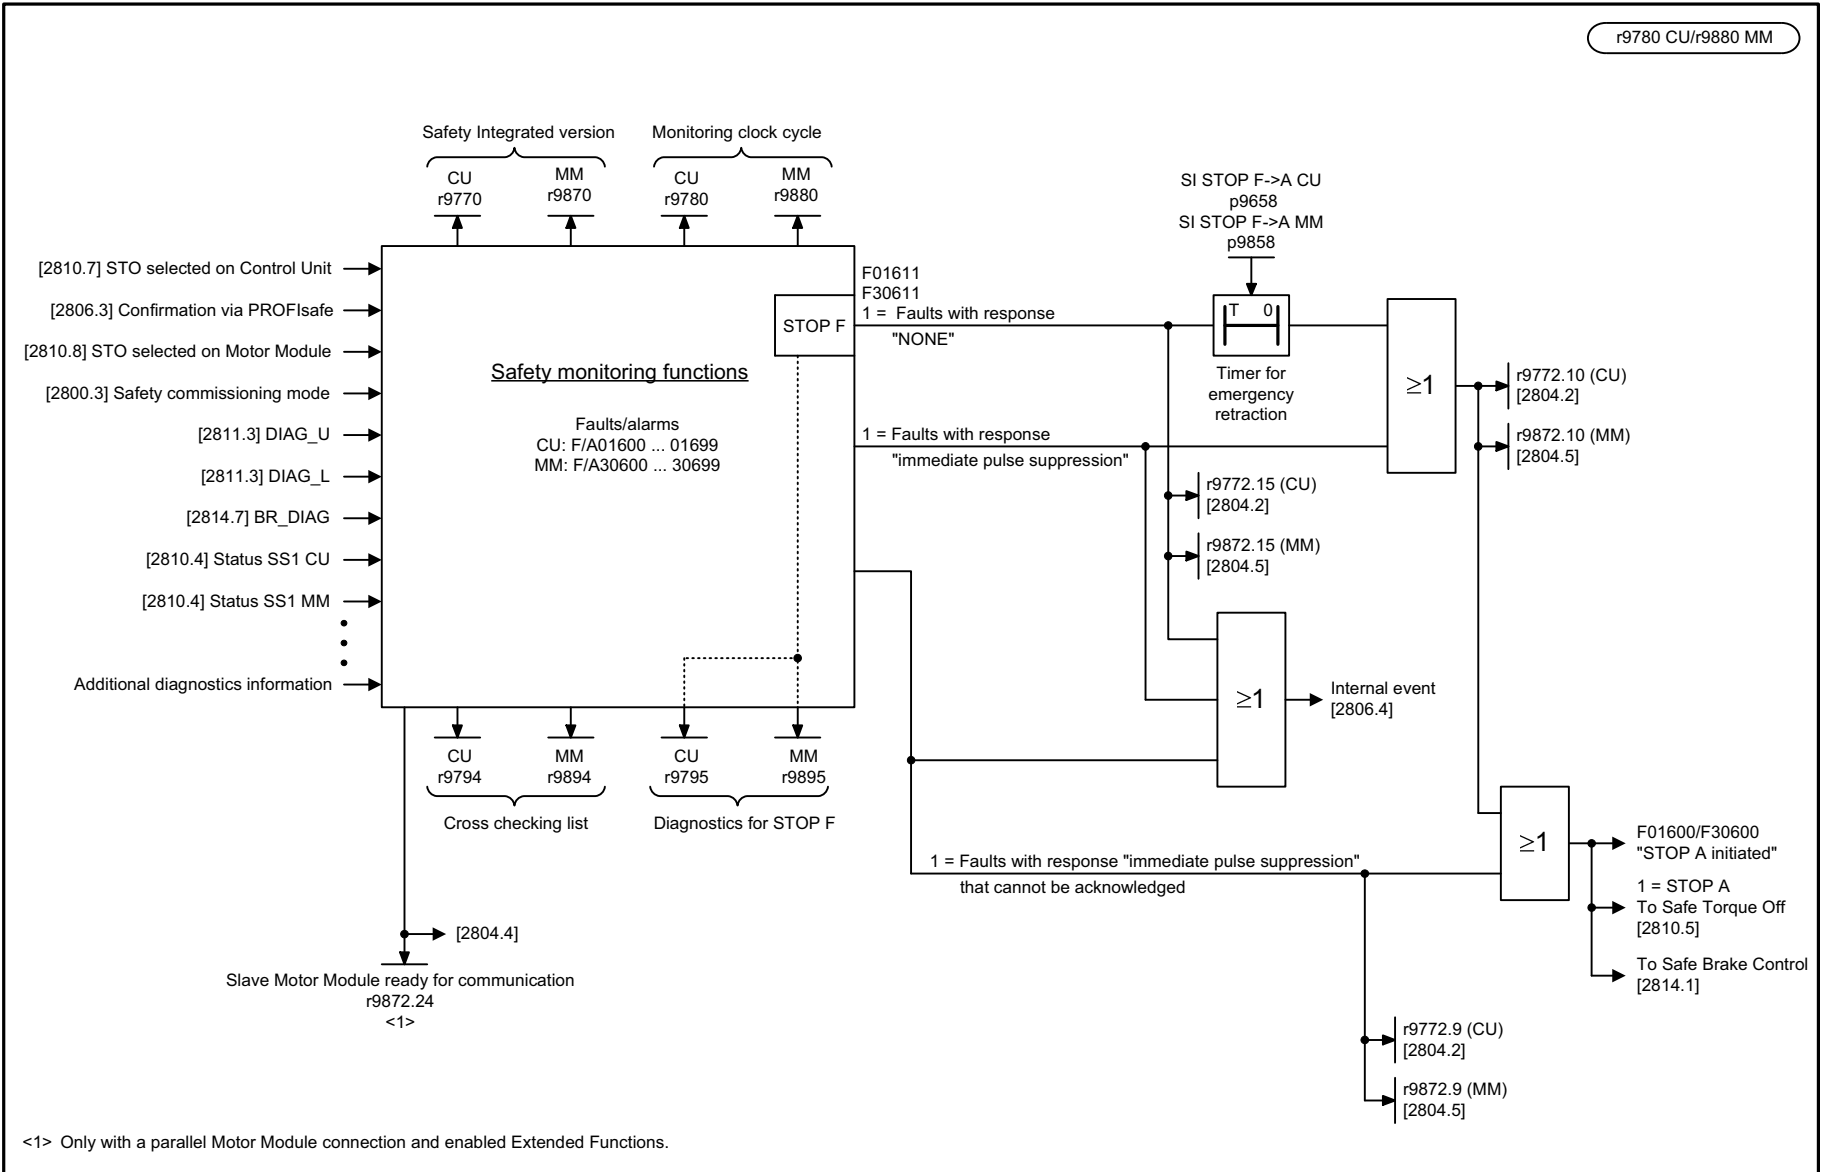 r9780 CU/r9880 MM
Safety Integrated version
Monitoring clock cycle
CU
r9770
MM
r9870
CU
r9780
MM
r9880
SI STOP F->A CU
p9658
SI STOP F->A MM
p9858
[2810.7] STO selected on Control Unit
[2806.3] Confirmation via PROFIsafe
[2810.8] STO selected on Motor Module
[2800.3] Safety commissioning mode
[2811.3] DIAG_U
[2811.3] DIAG_L
[2814.7] BR_DIAG
[2810.4] Status SS1 CU
[2810.4] Status SS1 MM
Additional diagnostics information
Safety monitoring functions
Faults/alarms
CU: F/A01600 ... 01699
MM: F/A30600 ... 30699
STOP F
F01611
F30611
1 = Faults with response
"NONE"
T 0
Timer for
emergency
retraction
≥1
r9772.10 (CU)
[2804.2]
r9872.10 (MM)
[2804.5]
1 = Faults with response
"immediate pulse suppression"
r9772.15 (CU)
[2804.2]
r9872.15 (MM)
[2804.5]
≥1
Internal event
[2806.4]
CU
r9794
MM
r9894
CU
r9795
MM
r9895
Cross checking list
Diagnostics for STOP F
1 = Faults with response "immediate pulse suppression"
that cannot be acknowledged
≥1
F01600/F30600
"STOP A initiated"
1 = STOP A
To Safe Torque Off
[2810.5]
To Safe Brake Control
[2814.1]
[2804.4]
Slave Motor Module ready for communication
r9872.24
<1>
r9772.9 (CU)
[2804.2]
r9872.9 (MM)
[2804.5]
<1> Only with a parallel Motor Module connection and enabled Extended Functions.